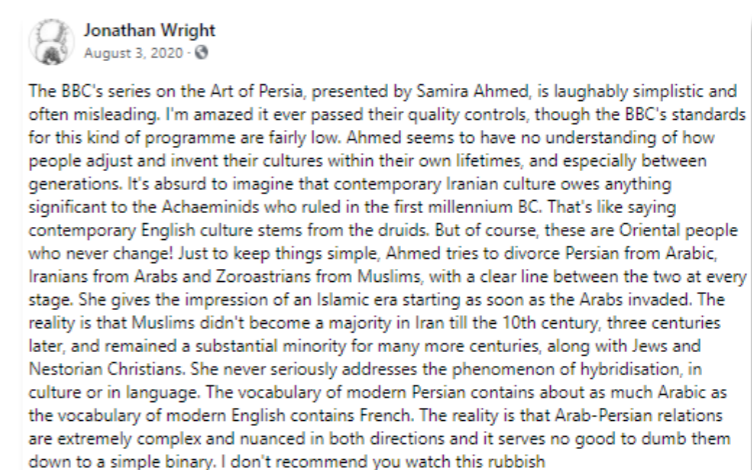 Jonathan Wright
August 3, 2020 ·
The BBC's series on the Art of Persia, presented by Samira Ahmed, is laughably simplistic and
often misleading. I'm amazed it ever passed their quality controls, though the BBC's standards
for this kind of programme are fairly low. Ahmed seems to have no understanding of how
people adjust and invent their cultures within their own lifetimes, and especially between
generations. It's absurd to imagine that contemporary Iranian culture owes anything
significant to the Achaeminids who ruled in the first millennium BC. That's like saying
contemporary English culture stems from the druids. But of course, these are Oriental people
who never change! Just to keep things simple, Ahmed tries to divorce Persian from Arabic,
Iranians from Arabs and Zoroastrians from Muslims, with a clear line between the two at every
stage. She gives the impression of an Islamic era starting as soon as the Arabs invaded. The
reality is that Muslims didn't become a majority in Iran till the 10th century, three centuries
later, and remained a substantial minority for many more centuries, along with Jews and
Nestorian Christians. She never seriously addresses the phenomenon of hybridisation, in
culture or in language. The vocabulary of modern Persian contains about as much Arabic as
the vocabulary of modern English contains French. The reality is that Arab-Persian relations
are extremely complex and nuanced in both directions and it serves no good to dumb them
down to a simple binary. I don't recommend you watch this rubbish